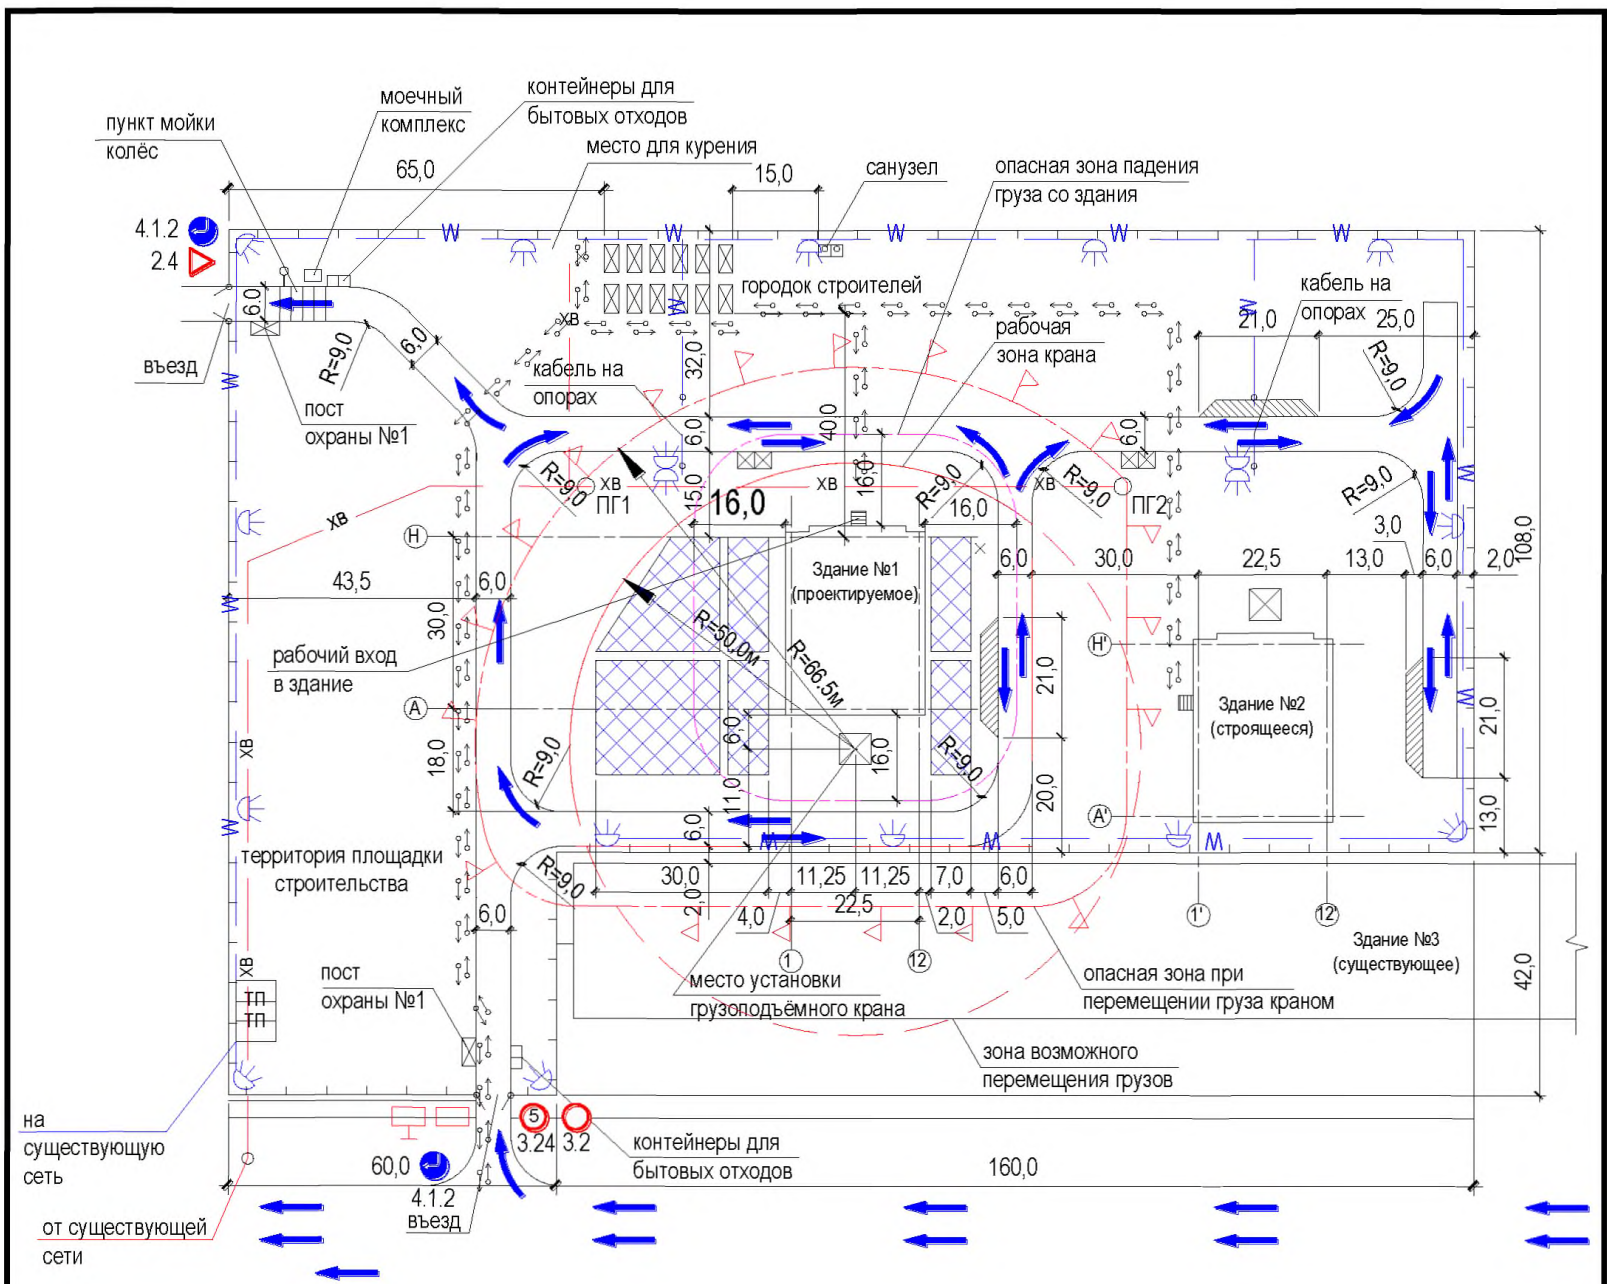 контейнеры для
бытовых отходов
моечный
комплекс
пункт мойки
колёс
место для курения
65,0
15,0
санузел
опасная зона падения
груза со здания
4.1.2
2.4
W
W
W
W
W
городок строителей
кабель на
опорах
6,0
ХВ
W
W
21,0
25,0
рабочая
зона крана
R=9,0
6,0
32,0
R=9,0
въезд
W
кабель на
опорах
пост
охраны №1
6,0
40,0
6,0
R=9,0
ХВ
ПГ1
15,0
16,0
ХВ
16,0
R=9,0
16,0
ХВ
R=9,0
ПГ2
R=9,0
W
3,0
108,0
ХВ
Н
43,5
6,0
W
30,0
Здание №1
(проектируемое)
6,0
30,0
22,5
13,0
6,0
2,0
R=50,0м
R=66.5м
рабочий вход
в здание
Н'
21,0
Здание №2
(строящееся)
W
21,0
А
6,0
18,0
ХВ
R=9,0
16,0
R=9,0
11,0
20,0
А'
13,0
W
6,0
W
W
W
территория площадки
строительства
R=9,0
30,0
11,25
11,25
7,0
6,0
2,0
4,0
22,5
2,0
5,0
6,0
1
12
1'
12'
Здание №3
(существующее)
42,0
ХВ
пост
охраны №1
место установки
грузоподъёмного крана
опасная зона при
перемещении груза краном
ТП
ТП
зона возможного
перемещения грузов
на
существующую
сеть
5
3.24
3.2
контейнеры для
бытовых отходов
60,0
160,0
4.1.2
въезд
от существующей
сети